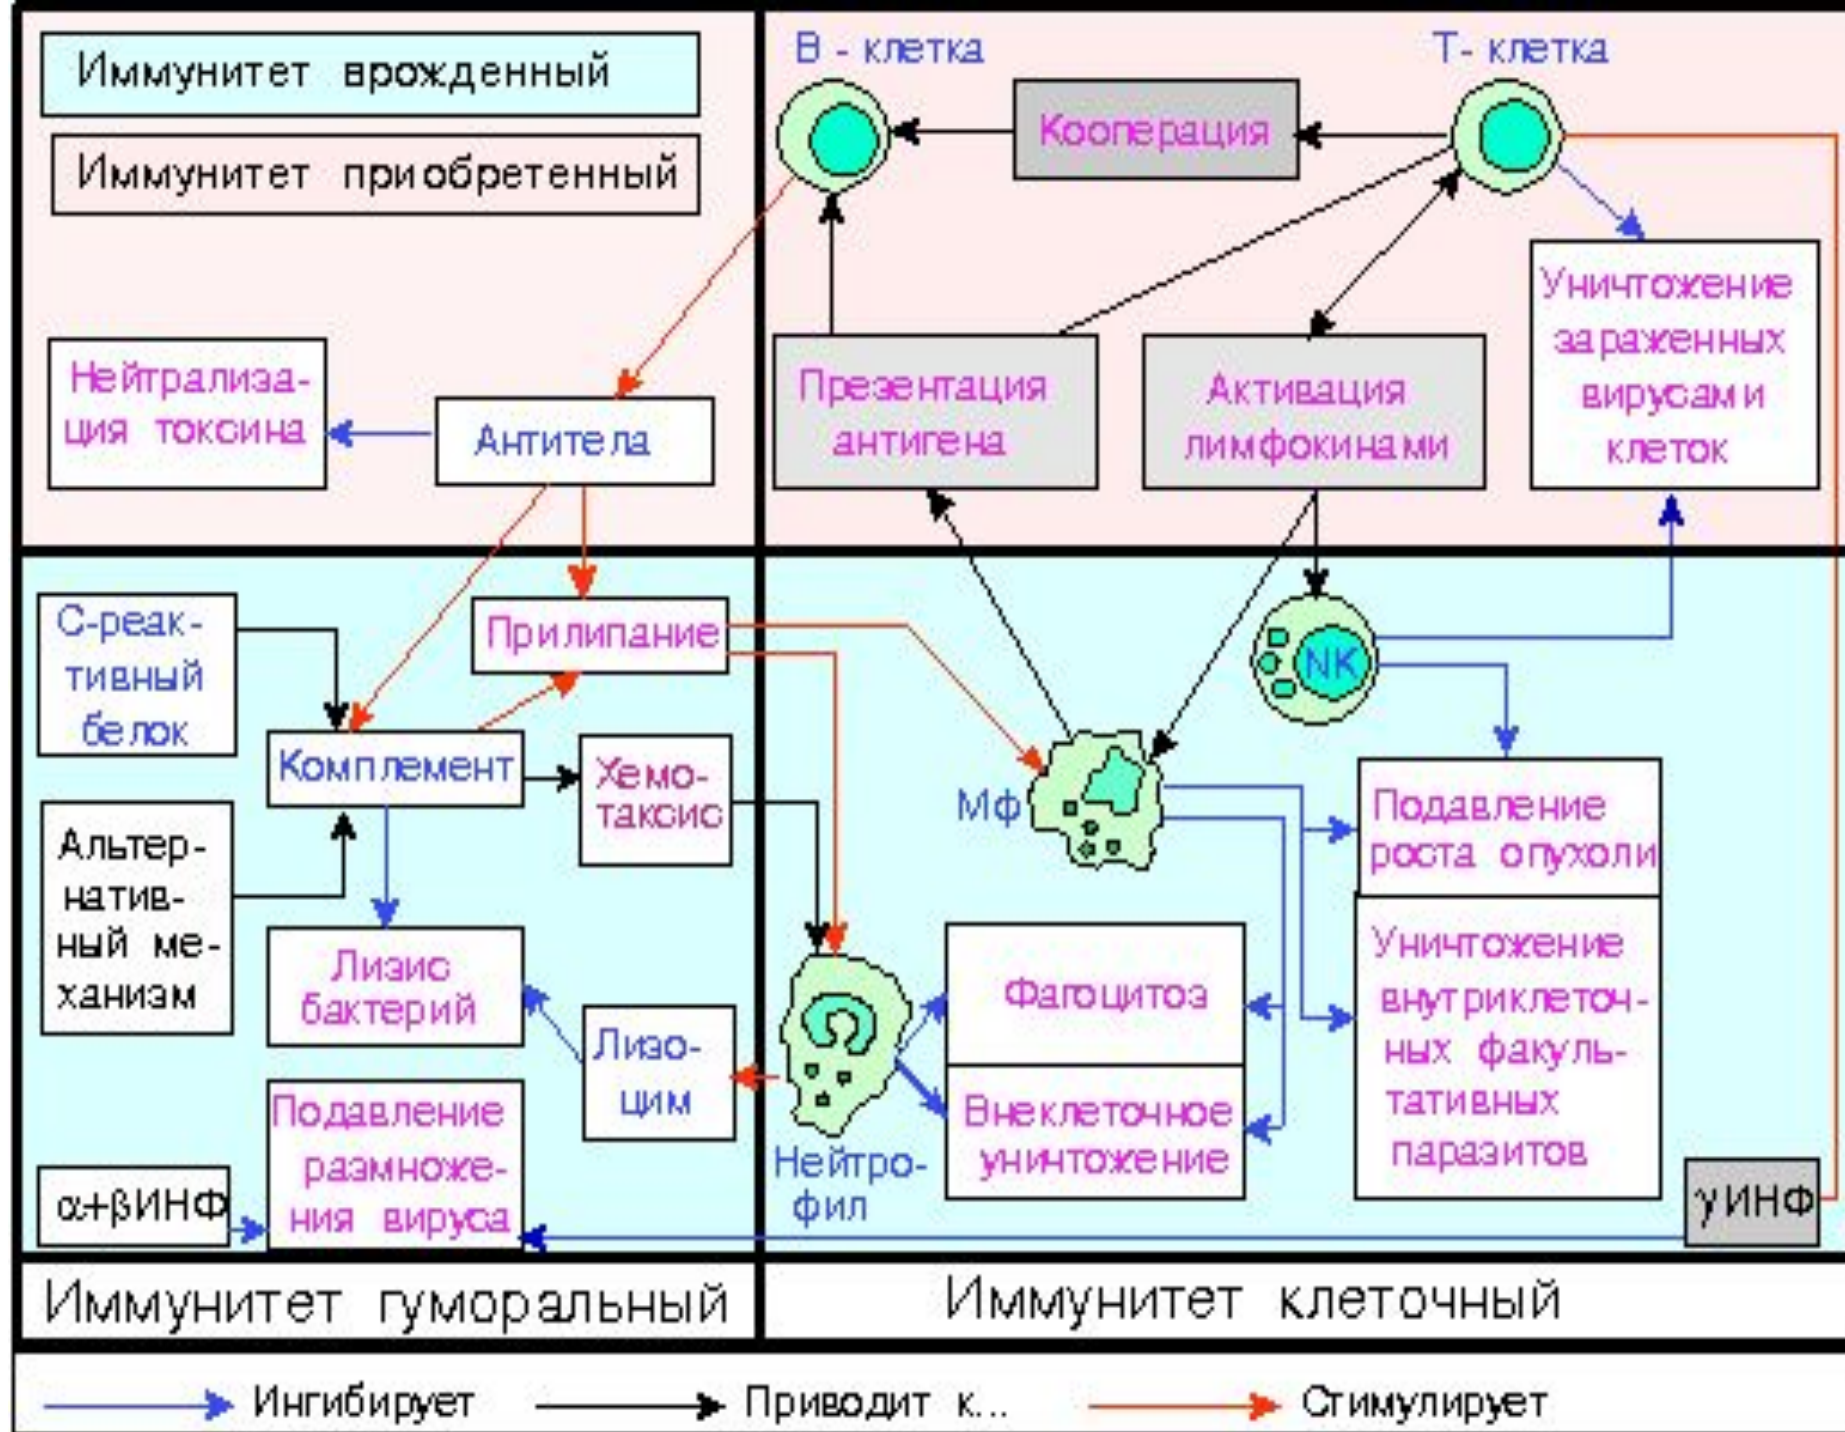 Иммунитет врожденный
Иммунитет приобретенный
В - клетка
Т- клетка
Кооперация
Нейтрализа-
ция токсина
Антитела
Презентация
антигена
Активация
лимфокинами
Уничтожение
зараженных
вирусами
клеток
С-реак-
тивный
белок
Прилипание
Комплемент
Хемо-
таксис
Альтер-
натив-
ный ме-
ханизм
Лизис
бактерий
Лизо-
цим
Подавление
размноже-
ния вируса
α+βИНФ
NK
Мф
Нейтро-
фил
Фагоцитоз
Внеклеточное
уничтожение
Подавление
роста опухоли
Уничтожение
внутриклеточ-
ных факуль-
тативных
паразитов
γИНФ
Иммунитет гуморальный
Иммунитет клеточный
Ингибирует
Приводит к...
Стимулирует